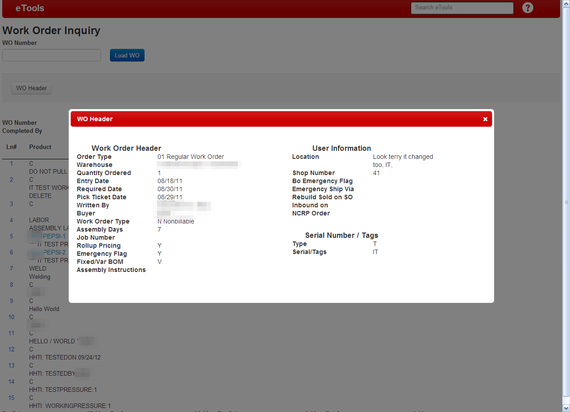 eTools
Search eTools
?
Work Order Inquiry
WO Number
Load WO
WO Header
WO Number
Completed By
Ln# Product
1 C
DO NOT PULL
2 C
IT TEST WORK
DELETE
3 C
4 LABOR
ASSEMBLY LA
5 PEPSI-1
IT TEST PR
6 PEPSI-2
IT TEST PR
7 WELD
Welding
8 C
9 C
Hello World
10 C
11 C
HELLO / WORLD "
12 C
HHTI: TESTEDON:09/24/12
13 C
HHTI: TESTEDBY
14 C
HHTI: TESTPRESSURE:1
15 C
HHTI: WORKINGPRESSURE:1
WO Header
×
Work Order Header
Order Type 01 Regular Work Order
Warehouse
Quantity Ordered 1
Entry Date 08/18/11
Required Date 08/30/11
Pick Ticket Date 08/29/11
Written By
Buyer
Work Order Type N Nonbillable
Assembly Days 7
Job Number
Rollup Pricing Y
Emergency Flag Y
Fixed/Var BOM V
Assembly Instructions
User Information
Location Look terry it changed
too, IT,
Shop Number 41
Bo Emergency Flag
Emergency Ship Via
Rebuild Sold on SO
Inbound on
NCRP Order
Serial Number / Tags
Type T
Serial/Tags IT